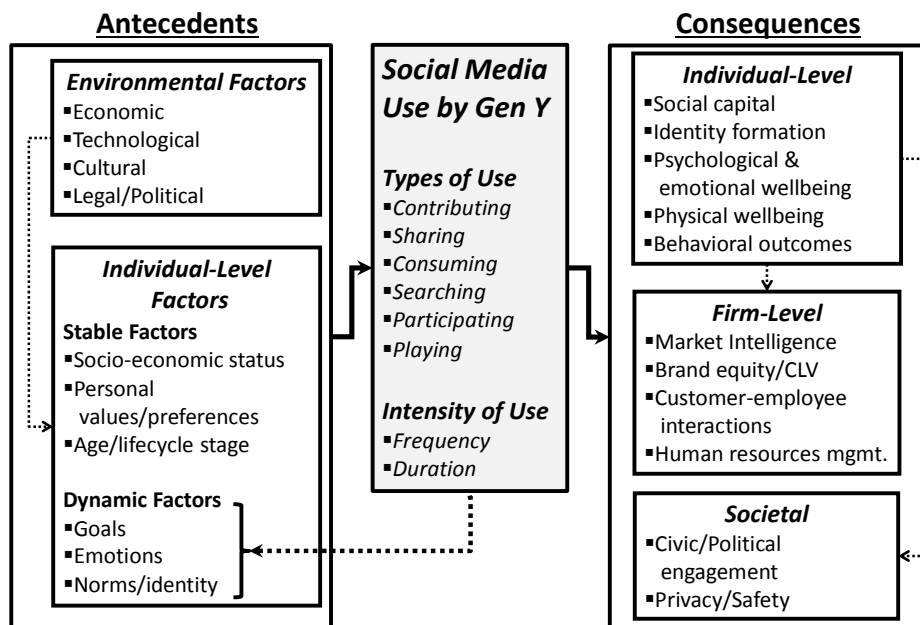 Antecedents
Environmental Factors
▪Economic
▪Technological
▪Cultural
▪Legal/Political
Individual-Level
Factors
Stable Factors
▪Socio-economic status
▪Personal
values/preferences
▪Age/lifecycle stage
Dynamic Factors
▪Goals
▪Emotions
▪Norms/identity
Social Media
Use by Gen Y
Types of Use
▪Contributing
▪Sharing
▪Consuming
▪Searching
▪Participating
▪Playing
Intensity of Use
▪Frequency
▪Duration
Consequences
Individual-Level
▪Social capital
▪Identity formation
▪Psychological &
emotional wellbeing
▪Physical wellbeing
▪Behavioral outcomes
Firm-Level
▪Market Intelligence
▪Brand equity/CLV
▪Customer-employee
interactions
▪Human resources mgmt.
Societal
▪Civic/Political
engagement
▪Privacy/Safety